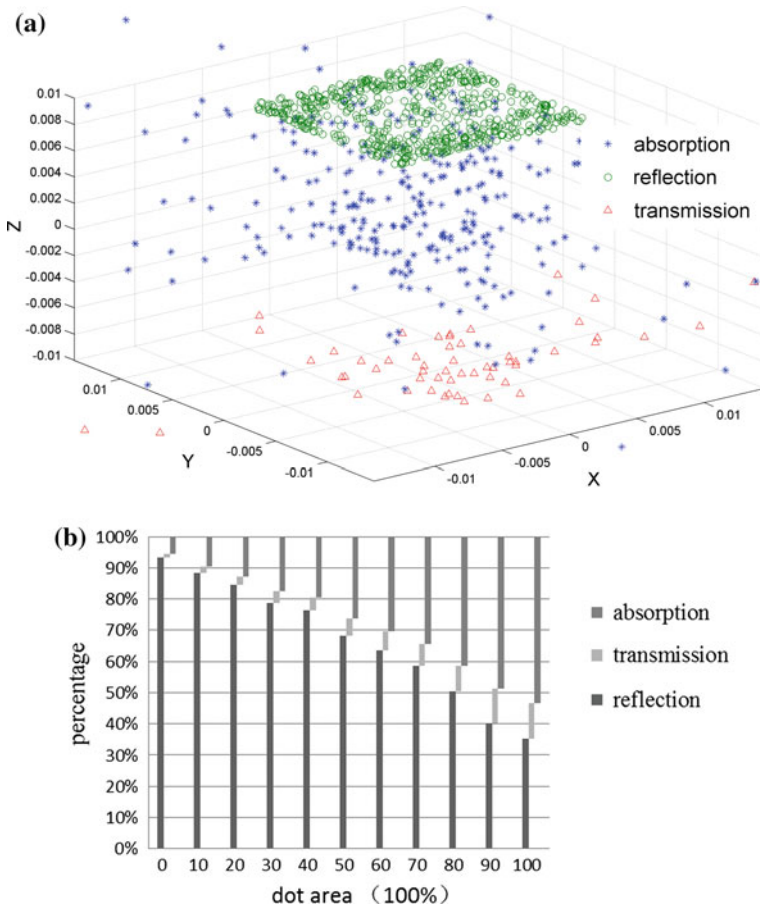 (a)
0.01
0.008
0.006
0.004
0.002
0
-0.002
-0.004
-0.006
-0.008
-0.01
Z
absorption
reflection
transmission
0.01
0.005
0
-0.005
-0.01
Y
-0.01
-0.005
0
0.005
0.01
X
(b)
100%
90%
80%
70%
60%
50%
40%
30%
20%
10%
0%
percentage
0 10 20 30 40 50 60 70 80 90 100
dot area （100%）
absorption
transmission
reflection